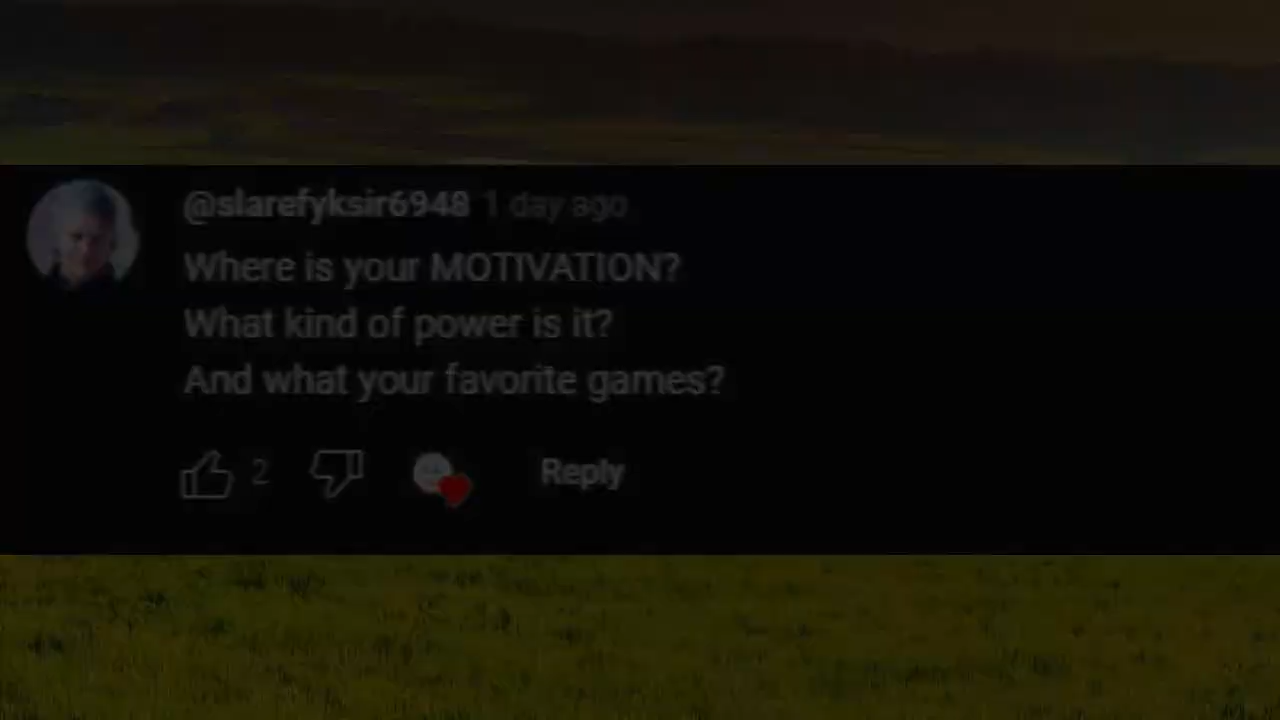 @slarefyksir6948 1 day ago
Where is your MOTIVATION?
What kind of power is it?
And what your favorite games?
2 Reply